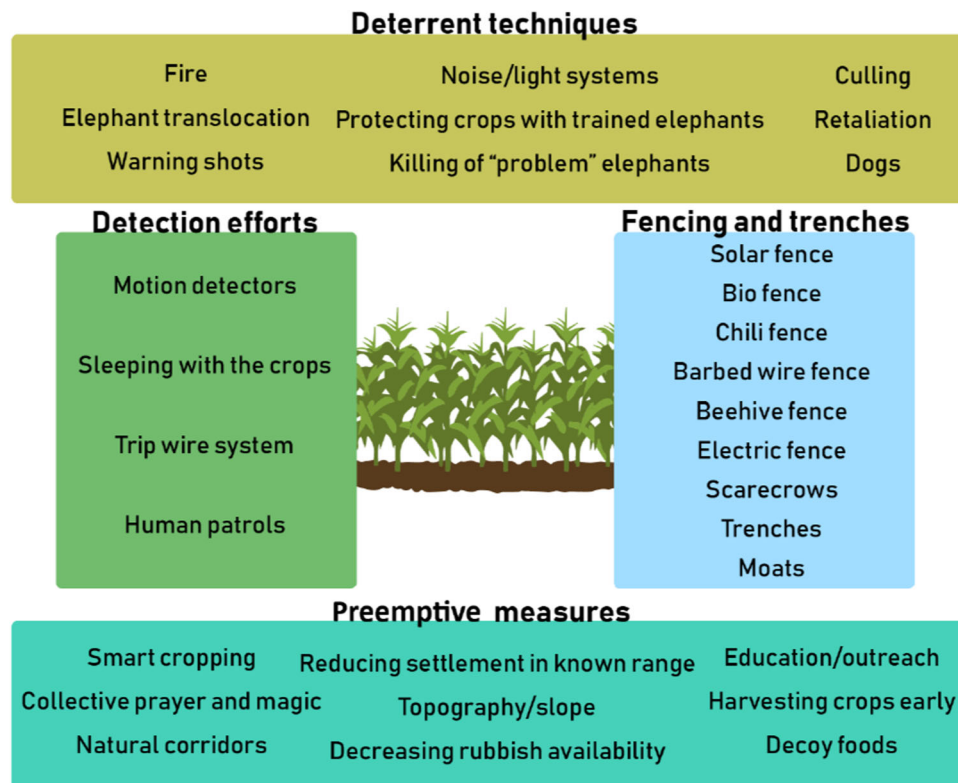 Deterrent techniques
Fire
Noise/light systems
Culling
Elephant translocation
Protecting crops with trained elephants
Retaliation
Warning shots
Killing of “problem” elephants
Dogs
Detection efforts
Motion detectors
Sleeping with the crops
Trip wire system
Human patrols
Fencing and trenches
Solar fence
Bio fence
Chili fence
Barbed wire fence
Beehive fence
Electric fence
Scarecrows
Trenches
Moats
Preemptive measures
Smart cropping
Reducing settlement in known range
Education/outreach
Collective prayer and magic
Topography/slope
Harvesting crops early
Natural corridors
Decreasing rubbish availability
Decoy foods